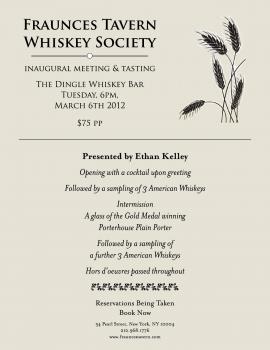 Fraunces Tavern
Whiskey Society
inaugural meeting & tasting
The Dingle Whiskey Bar
Tuesday, 6pm,
March 6th 2012
$75 pp
Presented by Ethan Kelley
Opening with a cocktail upon greeting
Followed by a sampling of 3 American Whiskeys
Intermission
A glass of the Gold Medal winning
Porterhouse Plain Porter
Followed by a sampling of
a further 3 American Whiskeys
Hors d'oeuvres passed throughout
Reservations Being Taken
Book Now
54 Pearl Street, New York, NY 10004
212.968.1776
www.frauncestavern.com